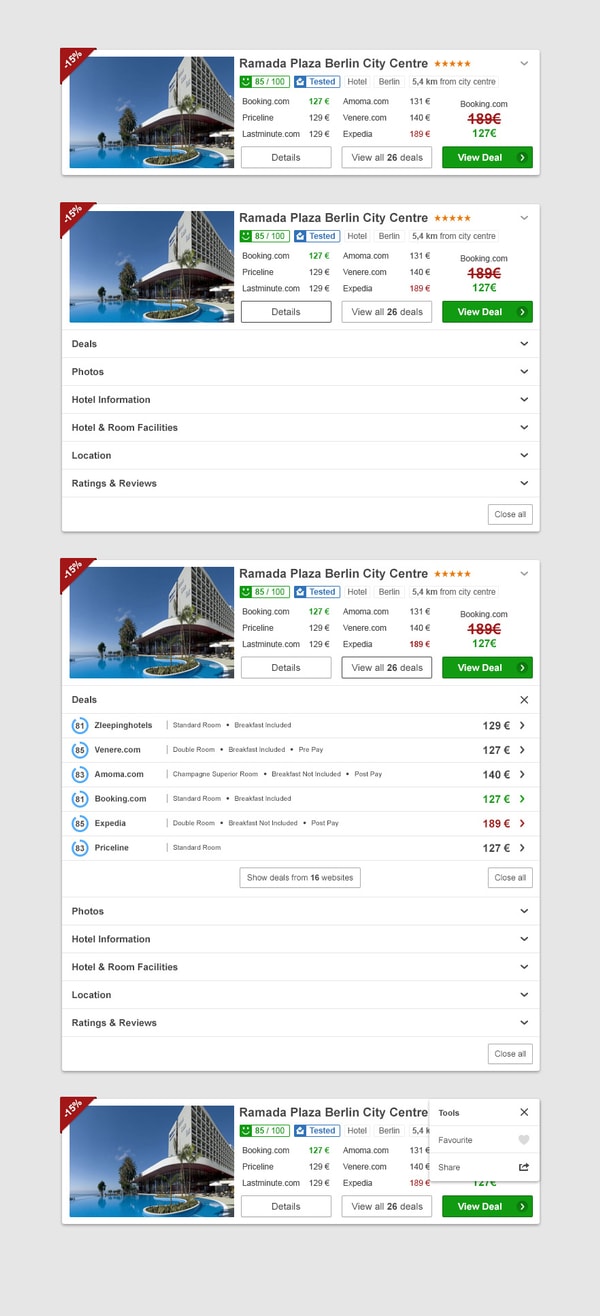 -15%
Ramada Plaza Berlin City Centre ★★★★★
85 / 100 Tested Hotel Berlin 5,4 km from city centre
Booking.com 127 € Amoma.com 131 € Booking.com
Priceline 129 € Venere.com 140 € 189€
Lastminute.com 129 € Expedia 189 € 127€
Details View all 26 deals View Deal
-15%
Ramada Plaza Berlin City Centre ★★★★★
85 / 100 Tested Hotel Berlin 5,4 km from city centre
Booking.com 127 € Amoma.com 131 € Booking.com
Priceline 129 € Venere.com 140 € 189€
Lastminute.com 129 € Expedia 189 € 127€
Details View all 26 deals View Deal
Deals
Photos
Hotel Information
Hotel & Room Facilities
Location
Ratings & Reviews
Close all
-15%
Ramada Plaza Berlin City Centre ★★★★★
85 / 100 Tested Hotel Berlin 5,4 km from city centre
Booking.com 127 € Amoma.com 131 € Booking.com
Priceline 129 € Venere.com 140 € 189€
Lastminute.com 129 € Expedia 189 € 127€
Details View all 26 deals View Deal
Deals
81 Zleepinghotels Standard Room • Breakfast Included 129 €
85 Venere.com Double Room • Breakfast Included • Pre Pay 127 €
83 Amoma.com Champagne Superior Room • Breakfast Not Included • Post Pay 140 €
81 Booking.com Standard Room • Breakfast Included 127 €
85 Expedia Double Room • Breakfast Not Included • Post Pay 189 €
83 Priceline Standard Room 127 €
Show deals from 16 websites Close all
Photos
Hotel Information
Hotel & Room Facilities
Location
Ratings & Reviews
Close all
-15%
Ramada Plaza Berlin City Centre Tools
85 / 100 Tested Hotel Berlin 5,4 k
Booking.com 127 € Amoma.com 131 € Favourite
Priceline 129 € Venere.com 140 € Share
Lastminute.com 129 € Expedia 189 € 127€
Details View all 26 deals View Deal